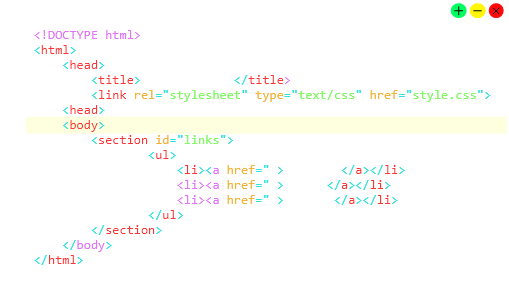 <!DOCTYPE html>
<html>
<head>
<title> </title>
<link rel="stylesheet" type="text/css" href="style.css">
<head>
<body>
<section id="links">
<ul>
<li><a href=" > </a></li>
<li><a href=" > </a></li>
<li><a href=" > </a></li>
</ul>
</section>
</body>
</html>